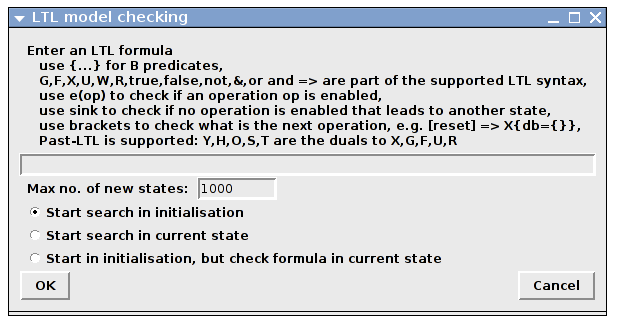 LTL model checking
Enter an LTL formula
use {...} for B predicates,
G,F,X,U,W,R,true,false,not,&,or and => are part of the supported LTL syntax,
use e(op) to check if an operation op is enabled,
use sink to check if no operation is enabled that leads to another state,
use brackets to check what is the next operation, e.g. [reset] => X{db={}},
Past-LTL is supported: Y,H,O,S,T are the duals to X,G,F,U,R
Max no. of new states: 1000
Start search in initialisation
Start search in current state
Start in initialisation, but check formula in current state
OK Cancel